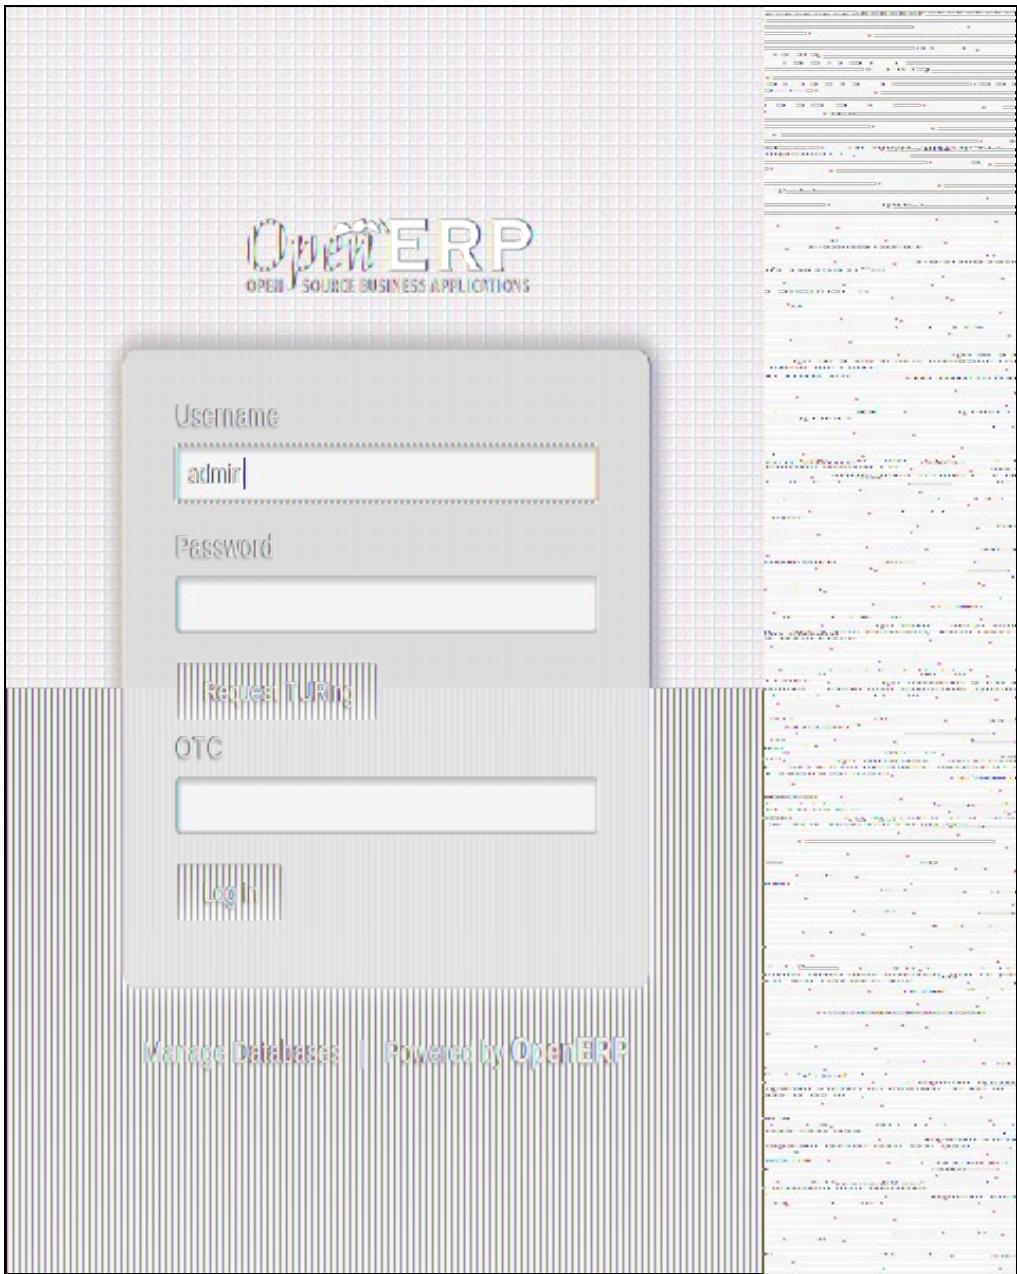 OpenERP
OPEN SOURCE BUSINESS APPLICATIONS
Username
admin
Password
Request TURing
OTC
Log in
Manage Databases | Powered by OpenERP